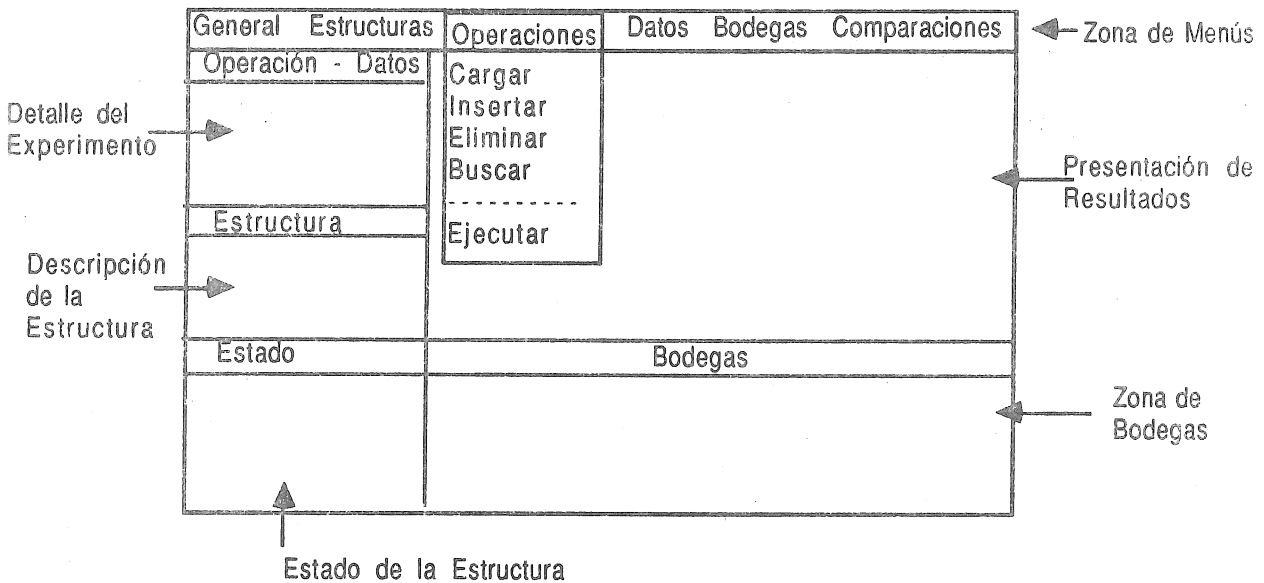 General Estructuras Operaciones Datos Bodegas Comparaciones
Zona de Menús
Operación - Datos
Cargar
Insertar
Eliminar
Buscar
----------
Ejecutar
Detalle del
Experimento
Presentación de
Resultados
Estructura
Descripción
de la
Estructura
Estado
Bodegas
Zona de
Bodegas
Estado de la Estructura